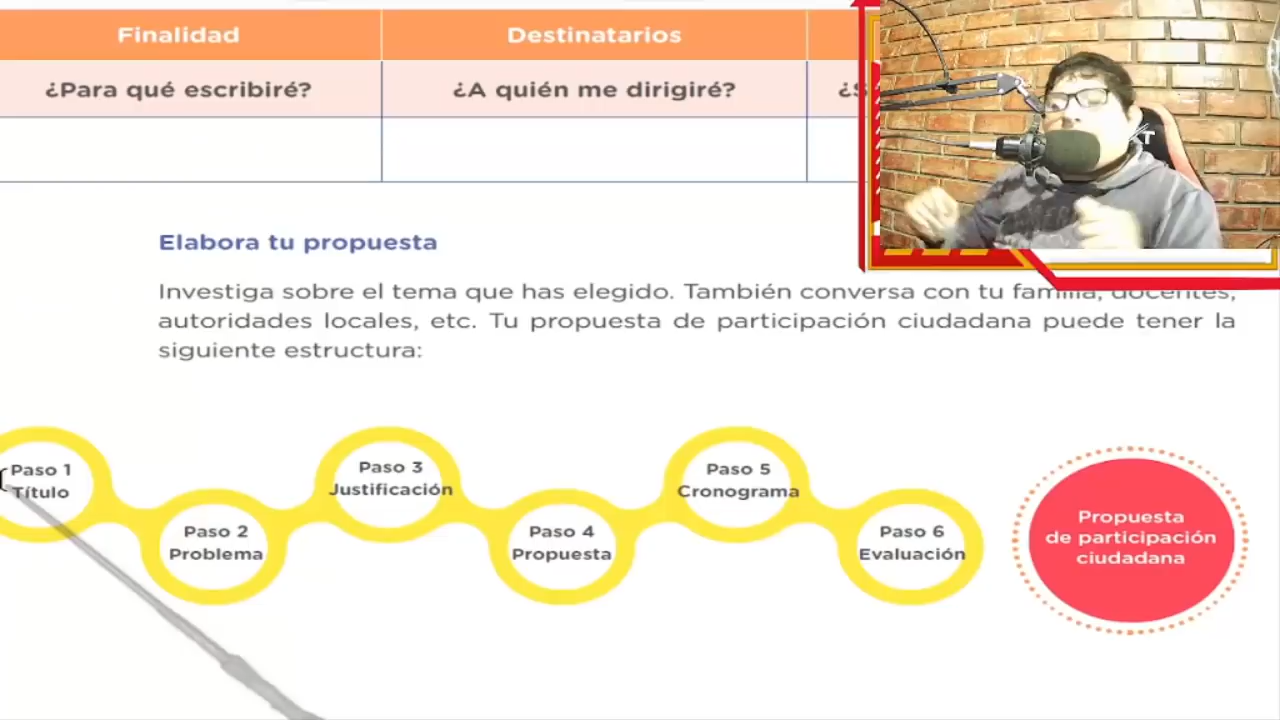 Finalidad
Destinatarios
¿Para qué escribiré?
¿A quién me dirigiré?
Elabora tu propuesta
Investiga sobre el tema que has elegido. También conversa con tu familia, docentes,
autoridades locales, etc. Tu propuesta de participación ciudadana puede tener la
siguiente estructura:
Paso 1
Título
Paso 2
Problema
Paso 3
Justificación
Paso 4
Propuesta
Paso 5
Cronograma
Paso 6
Evaluación
Propuesta
de participación
ciudadana